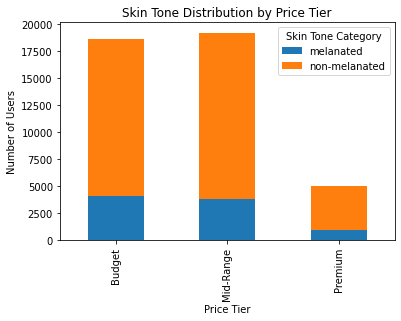 Skin Tone Distribution by Price Tier
Skin Tone Category
melanated
non-melanated
Number of Users
20000
17500
15000
12500
10000
7500
5000
2500
0
Budget
Mid-Range
Premium
Price Tier